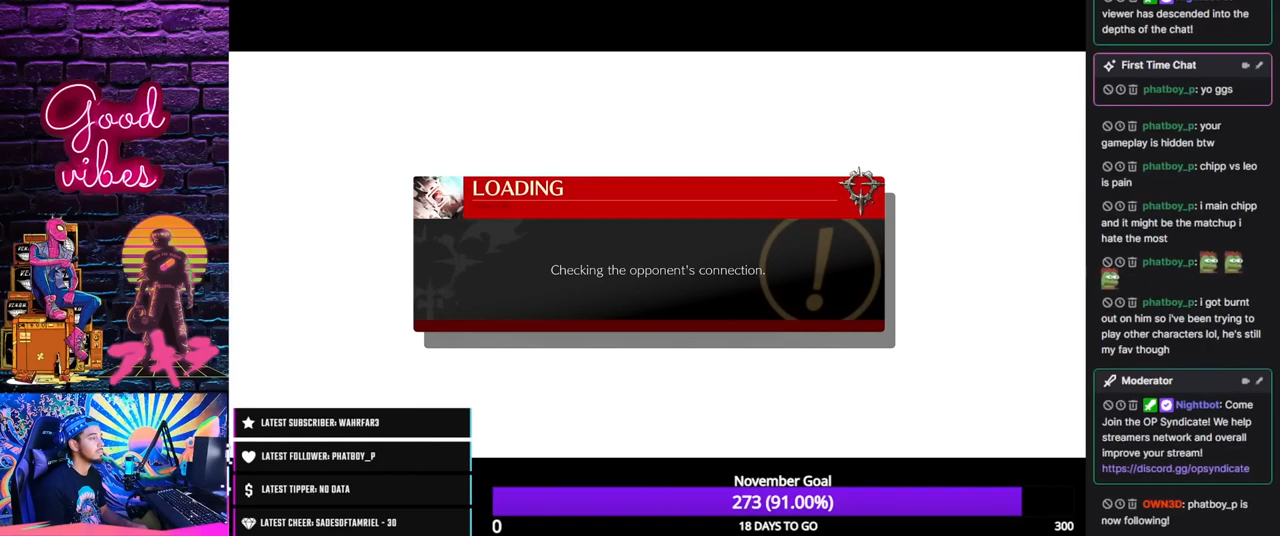 Good
vibes
LOADING
Checking the opponent's connection.
LATEST SUBSCRIBER: WAHRFAR3
LATEST FOLLOWER: PHATBOY_P
LATEST TIPPER: NO DATA
LATEST CHEER: SADESOFTAMRIEL - 30
November Goal
273 (91.00%)
0
18 DAYS TO GO
300
viewer has descended into the
depths of the chat!
First Time Chat
phatboy_p: yo ggs
phatboy_p: your
gameplay is hidden btw
phatboy_p: chipp vs leo
is pain
phatboy_p: i main chipp
and it might be the matchup i
hate the most
phatboy_p:
phatboy_p: i got burnt
out on him so i've been trying to
play other characters lol, he's still
my fav though
Moderator
Nightbot: Come
Join the OP Syndicate! We help
streamers network and overall
improve your stream!
https://discord.gg/opsyndicate
OWN3D: phatboy_p is
now following!